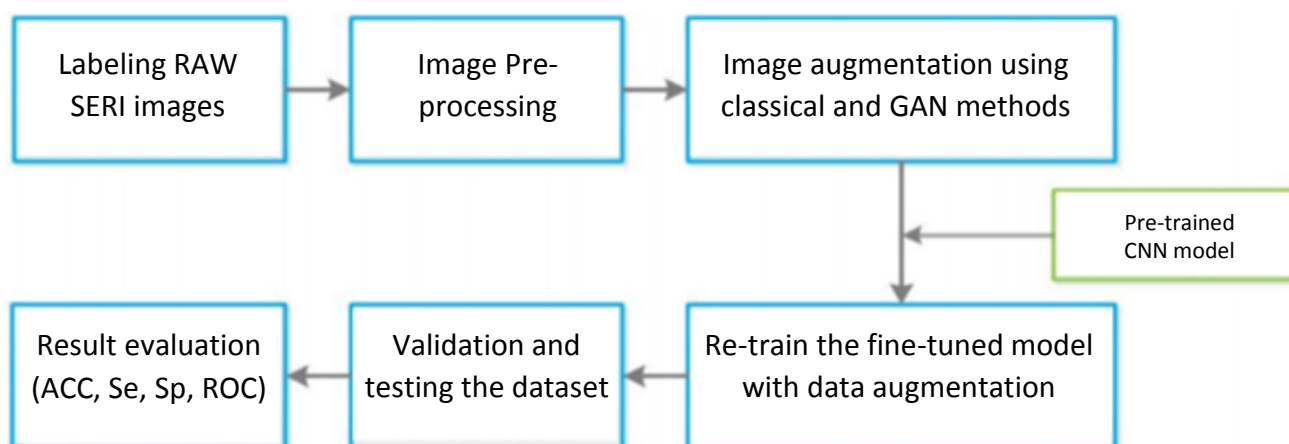 Labeling RAW
SERI images
Image Pre-
processing
Image augmentation using
classical and GAN methods
Pre-trained
CNN model
Re-train the fine-tuned model
with data augmentation
Validation and
testing the dataset
Result evaluation
(ACC, Se, Sp, ROC)